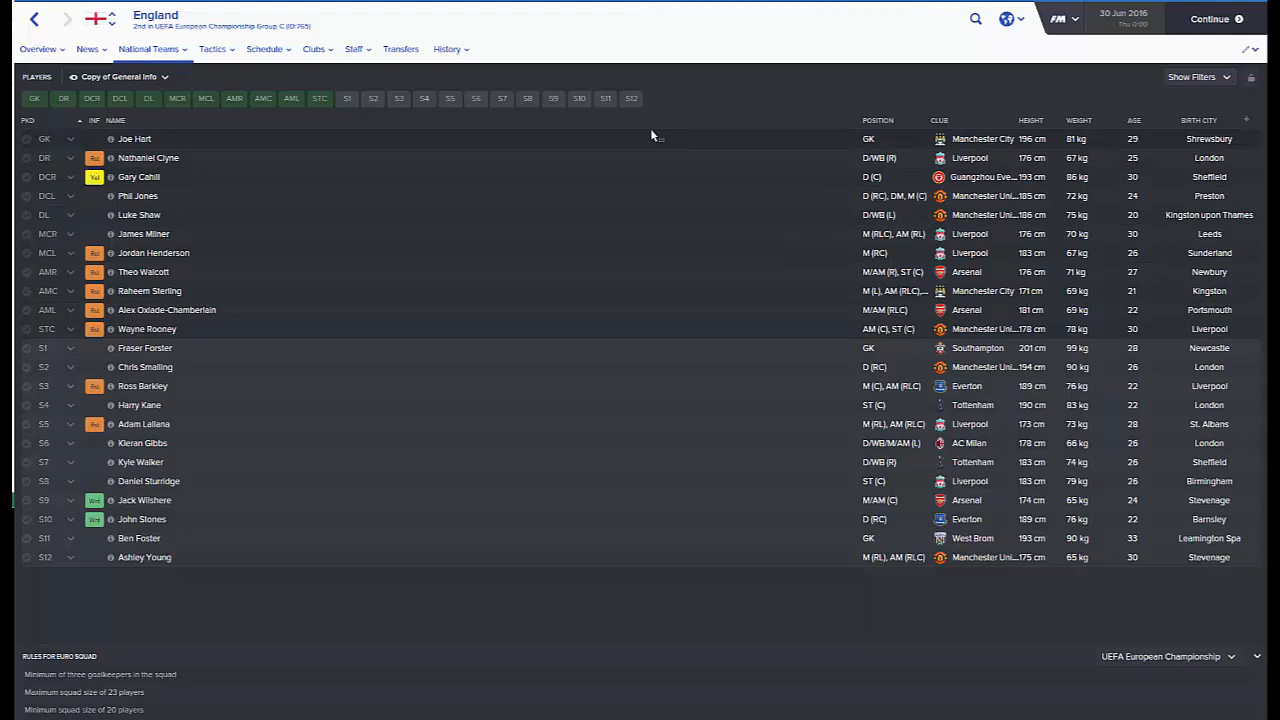 England
2nd in UEFA European Championship Group C (ID:765)
FM
30 Jun 2016
Thu 0:00
Continue
Overview News National Teams Tactics Schedule Clubs Staff Transfers History
PLAYERS Copy of General Info Show Filters
GK DR DCR DCL DL MCR MCL AMR AMC AML STC S1 S2 S3 S4 S5 S6 S7 S8 S9 S10 S11 S12
PKD INF NAME POSITION CLUB HEIGHT WEIGHT AGE BIRTH CITY
GK Joe Hart GK Manchester City 196 cm 81 kg 29 Shrewsbury
DR Rst Nathaniel Clyne D/WB (R) Liverpool 176 cm 67 kg 25 London
DCR Yel Gary Cahill D (C) Guangzhou Eve... 193 cm 86 kg 30 Sheffield
DCL Phil Jones D (RC), DM, M (C) Manchester Uni... 185 cm 72 kg 24 Preston
DL Luke Shaw D/WB (L) Manchester Uni... 186 cm 75 kg 20 Kingston upon Thames
MCR James Milner M (RLC), AM (RL) Liverpool 176 cm 70 kg 30 Leeds
MCL Rst Jordan Henderson M (RC) Liverpool 183 cm 67 kg 26 Sunderland
AMR Rst Theo Walcott M/AM (R), ST (C) Arsenal 176 cm 71 kg 27 Newbury
AMC Rst Raheem Sterling M (L), AM (RLC),... Manchester City 171 cm 69 kg 21 Kingston
AML Rst Alex Oxlade-Chamberlain M/AM (RLC) Arsenal 181 cm 69 kg 22 Portsmouth
STC Rst Wayne Rooney AM (C), ST (C) Manchester Uni... 178 cm 78 kg 30 Liverpool
S1 Fraser Forster GK Southampton 201 cm 99 kg 28 Newcastle
S2 Chris Smalling D (RC) Manchester Uni... 194 cm 90 kg 26 London
S3 Rst Ross Barkley M (C), AM (RLC) Everton 189 cm 76 kg 22 Liverpool
S4 Harry Kane ST (C) Tottenham 190 cm 83 kg 22 London
S5 Rst Adam Lallana M (RL), AM (RLC) Liverpool 173 cm 73 kg 28 St. Albans
S6 Kieran Gibbs D/WB/M/AM (L) AC Milan 178 cm 66 kg 26 London
S7 Kyle Walker D/WB (R) Tottenham 183 cm 74 kg 26 Sheffield
S8 Daniel Sturridge ST (C) Liverpool 183 cm 79 kg 26 Birmingham
S9 Wnt Jack Wilshere M/AM (C) Arsenal 174 cm 65 kg 24 Stevenage
S10 Wnt John Stones D (RC) Everton 189 cm 76 kg 22 Barnsley
S11 Ben Foster GK West Brom 193 cm 90 kg 33 Leamington Spa
S12 Ashley Young M (RL), AM (RLC) Manchester Uni... 175 cm 65 kg 30 Stevenage
RULES FOR EURO SQUAD UEFA European Championship
Minimum of three goalkeepers in the squad
Maximum squad size of 23 players
Minimum squad size of 20 players